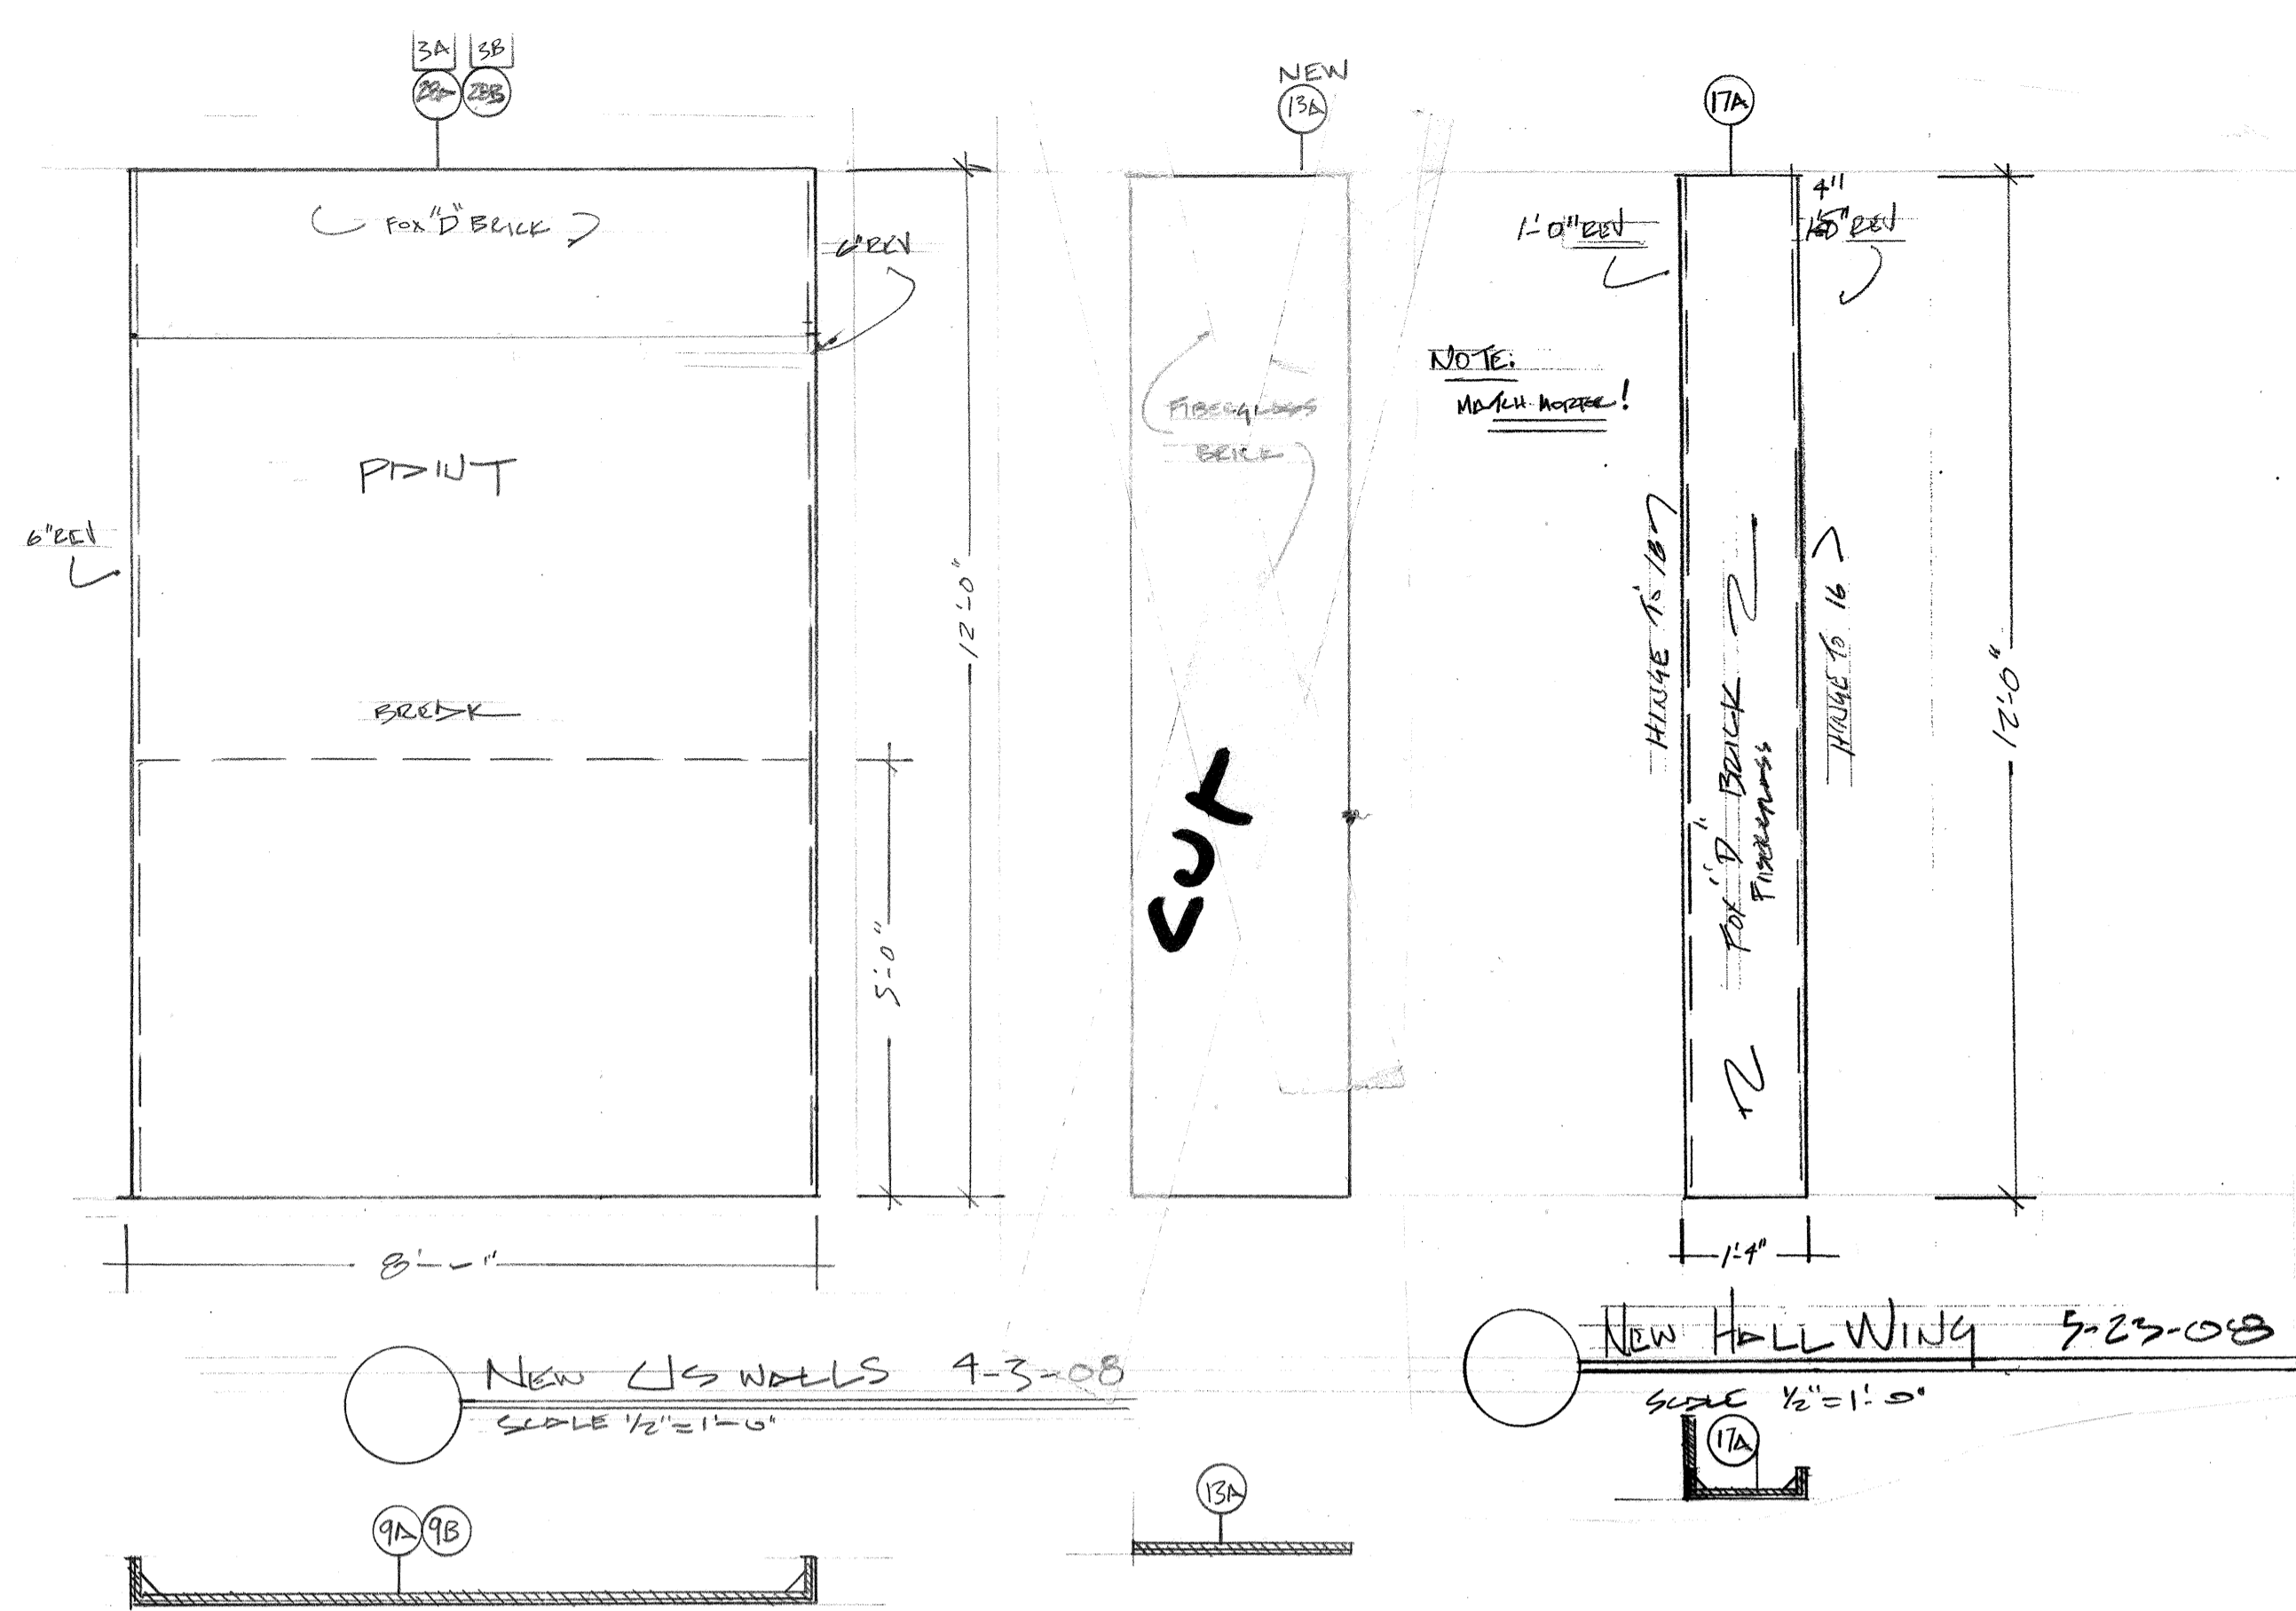 3A 3B
28B
FOX "D" BRICK
6" REV
PAINT
6" REV
BREAK
12'-0"
5'-0"
8'-
NEW US WALLS 4-3-08
SCALE 1/2" = 1'-0"
9A 9B
NEW
13A
FIBERGLASS
BRICK
CUT
13A
17A
1'-0" REV
4"
REV
NOTE:
MATCH MORTER!
HINGE TO 18
FOX "D" BRICK
FIBERGLASS
HINGE TO 16
12'-0"
1'-4"
NEW HALL WING 5-23-08
SCALE 1/2" = 1'-0"
17A